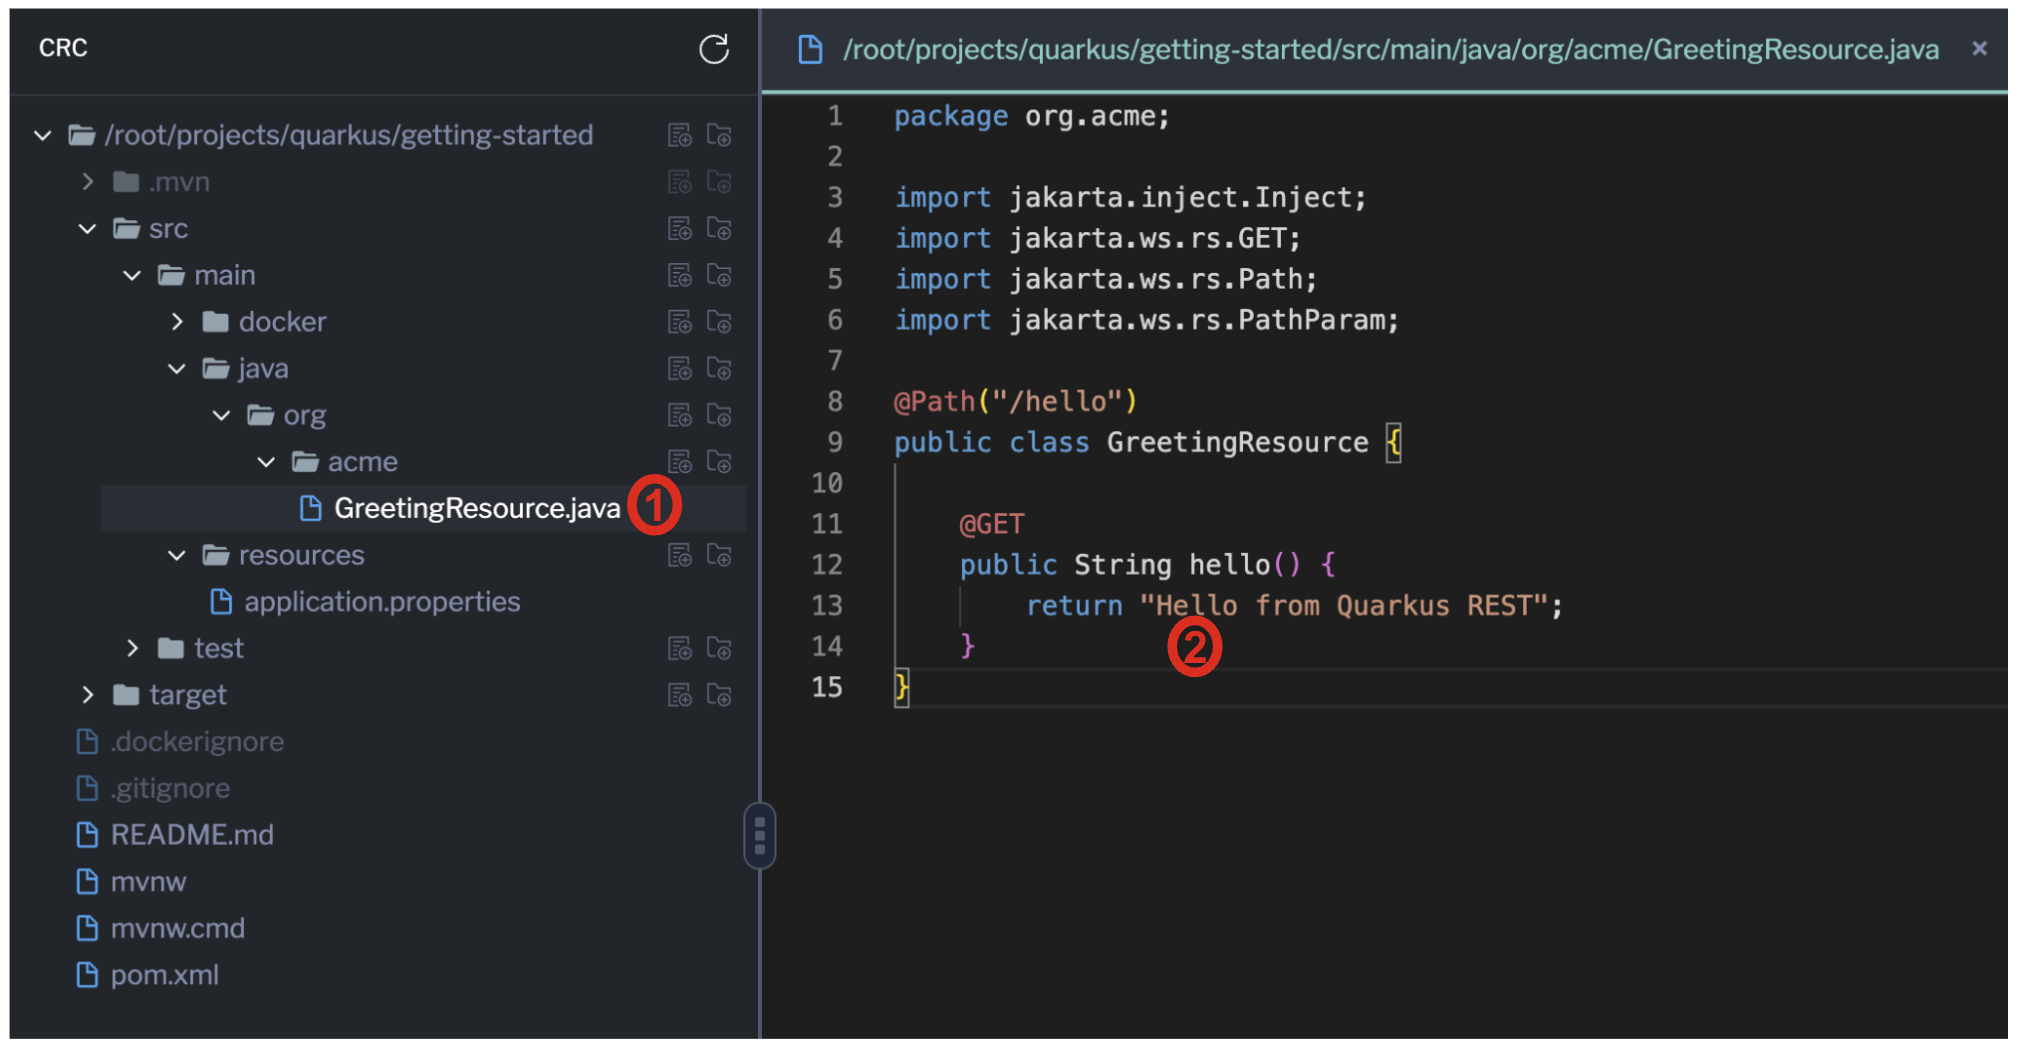 CRC
/root/projects/quarkus/getting-started
.mvn
src
main
docker
java
org
acme
GreetingResource.java 1
resources
application.properties
test
target
.dockerignore
.gitignore
README.md
mvnw
mvnw.cmd
pom.xml
/root/projects/quarkus/getting-started/src/main/java/org/acme/GreetingResource.java ×
1 package org.acme;
2
3 import jakarta.inject.Inject;
4 import jakarta.ws.rs.GET;
5 import jakarta.ws.rs.Path;
6 import jakarta.ws.rs.PathParam;
7
8 @Path("/hello")
9 public class GreetingResource {
10
11 @GET
12 public String hello() {
13 return "Hello from Quarkus REST";
14 }
2
15 }